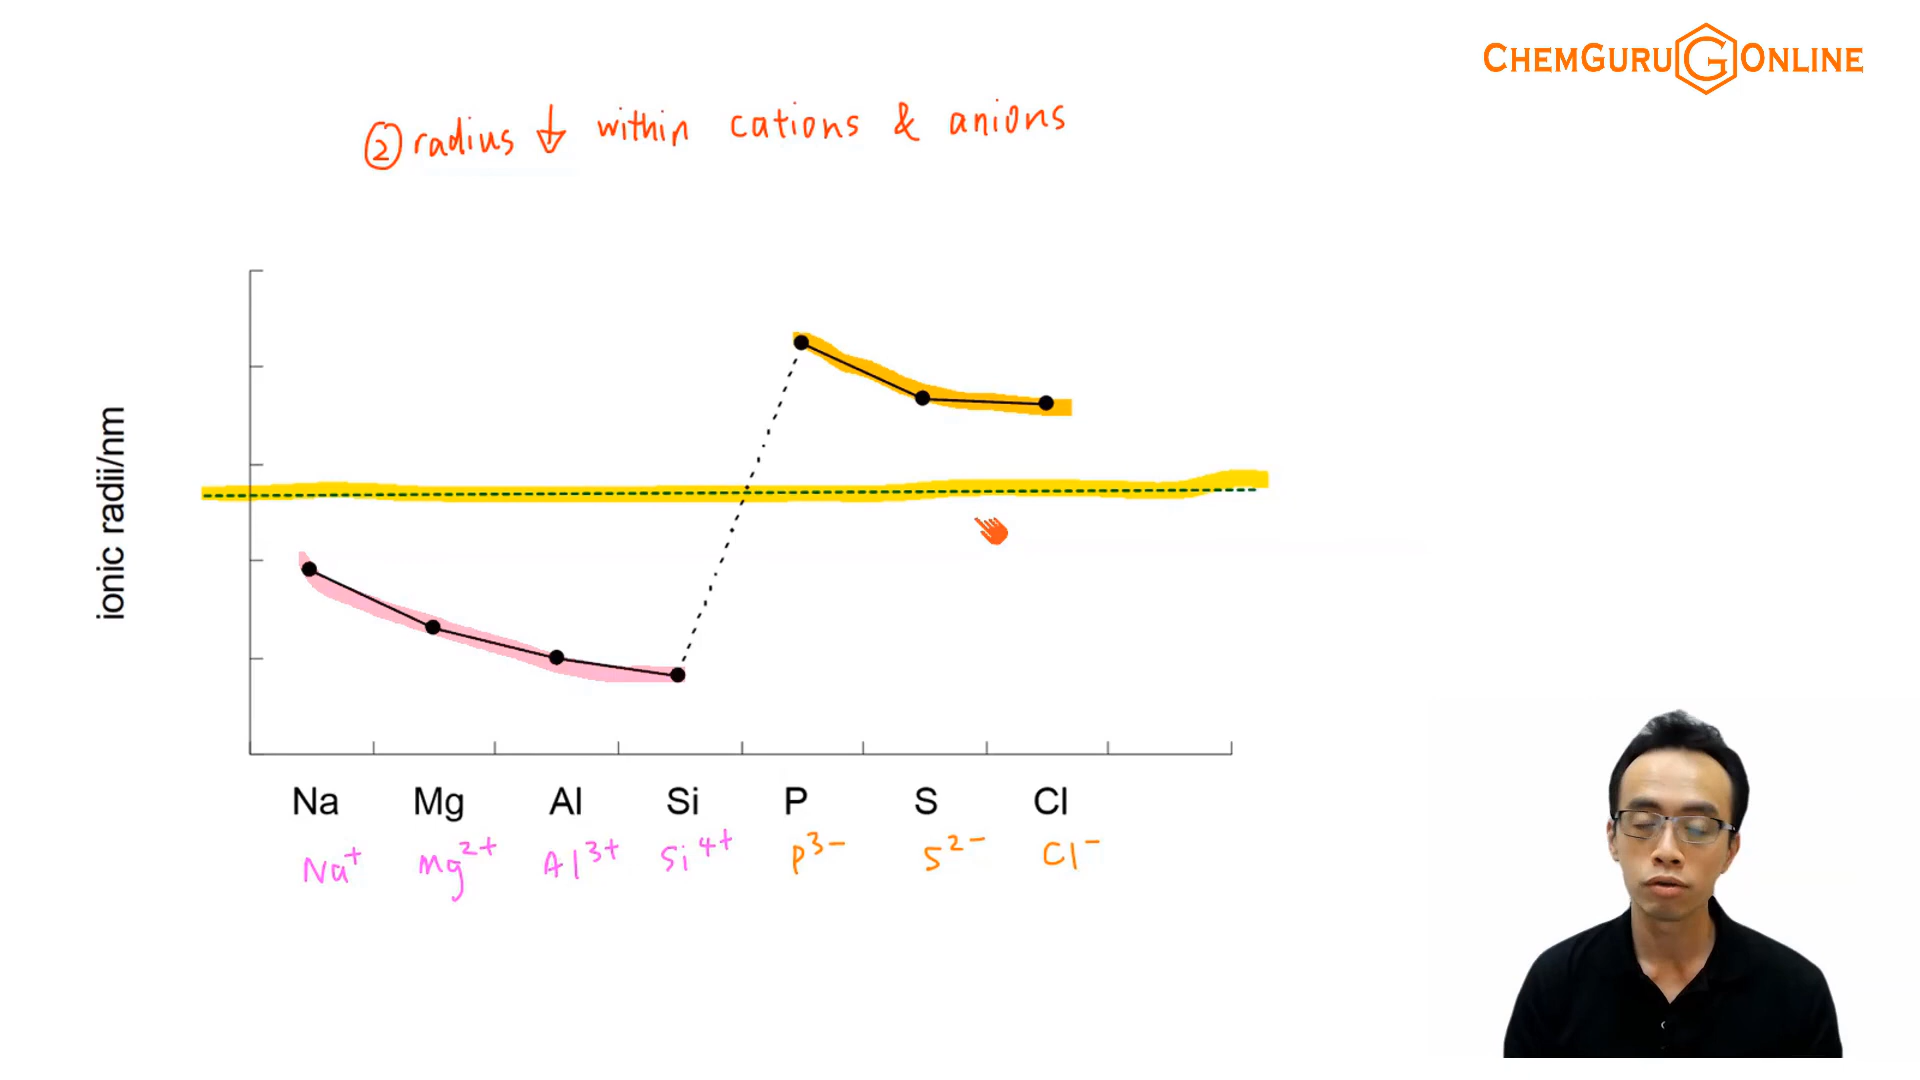 CHEMGURU G ONLINE
② radius ↓ within cations & anions
ionic radii/nm
Na Mg Al Si P S Cl
Na⁺ Mg²⁺ Al³⁺ Si⁴⁺ P³⁻ S²⁻ Cl⁻